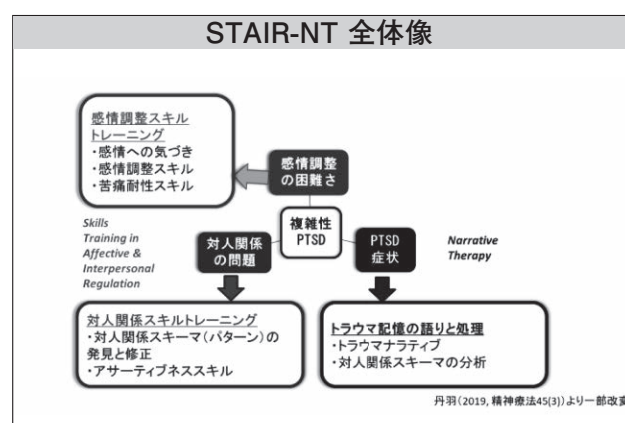 STAIR-NT 全体像
感情調整スキル
トレーニング
・感情への気づき
・感情調整スキル
・苦痛耐性スキル
感情調整
の困難さ
複雑性
PTSD
対人関係
の問題
PTSD
症状
Skills
Training in
Affective &
Interpersonal
Regulation
Narrative
Therapy
対人関係スキルトレーニング
・対人関係スキーマ(パターン)の
発見と修正
・アサーティブネススキル
トラウマ記憶の語りと処理
・トラウマナラティブ
・対人関係スキーマの分析
丹羽(2019, 精神療法45(3))より一部改変